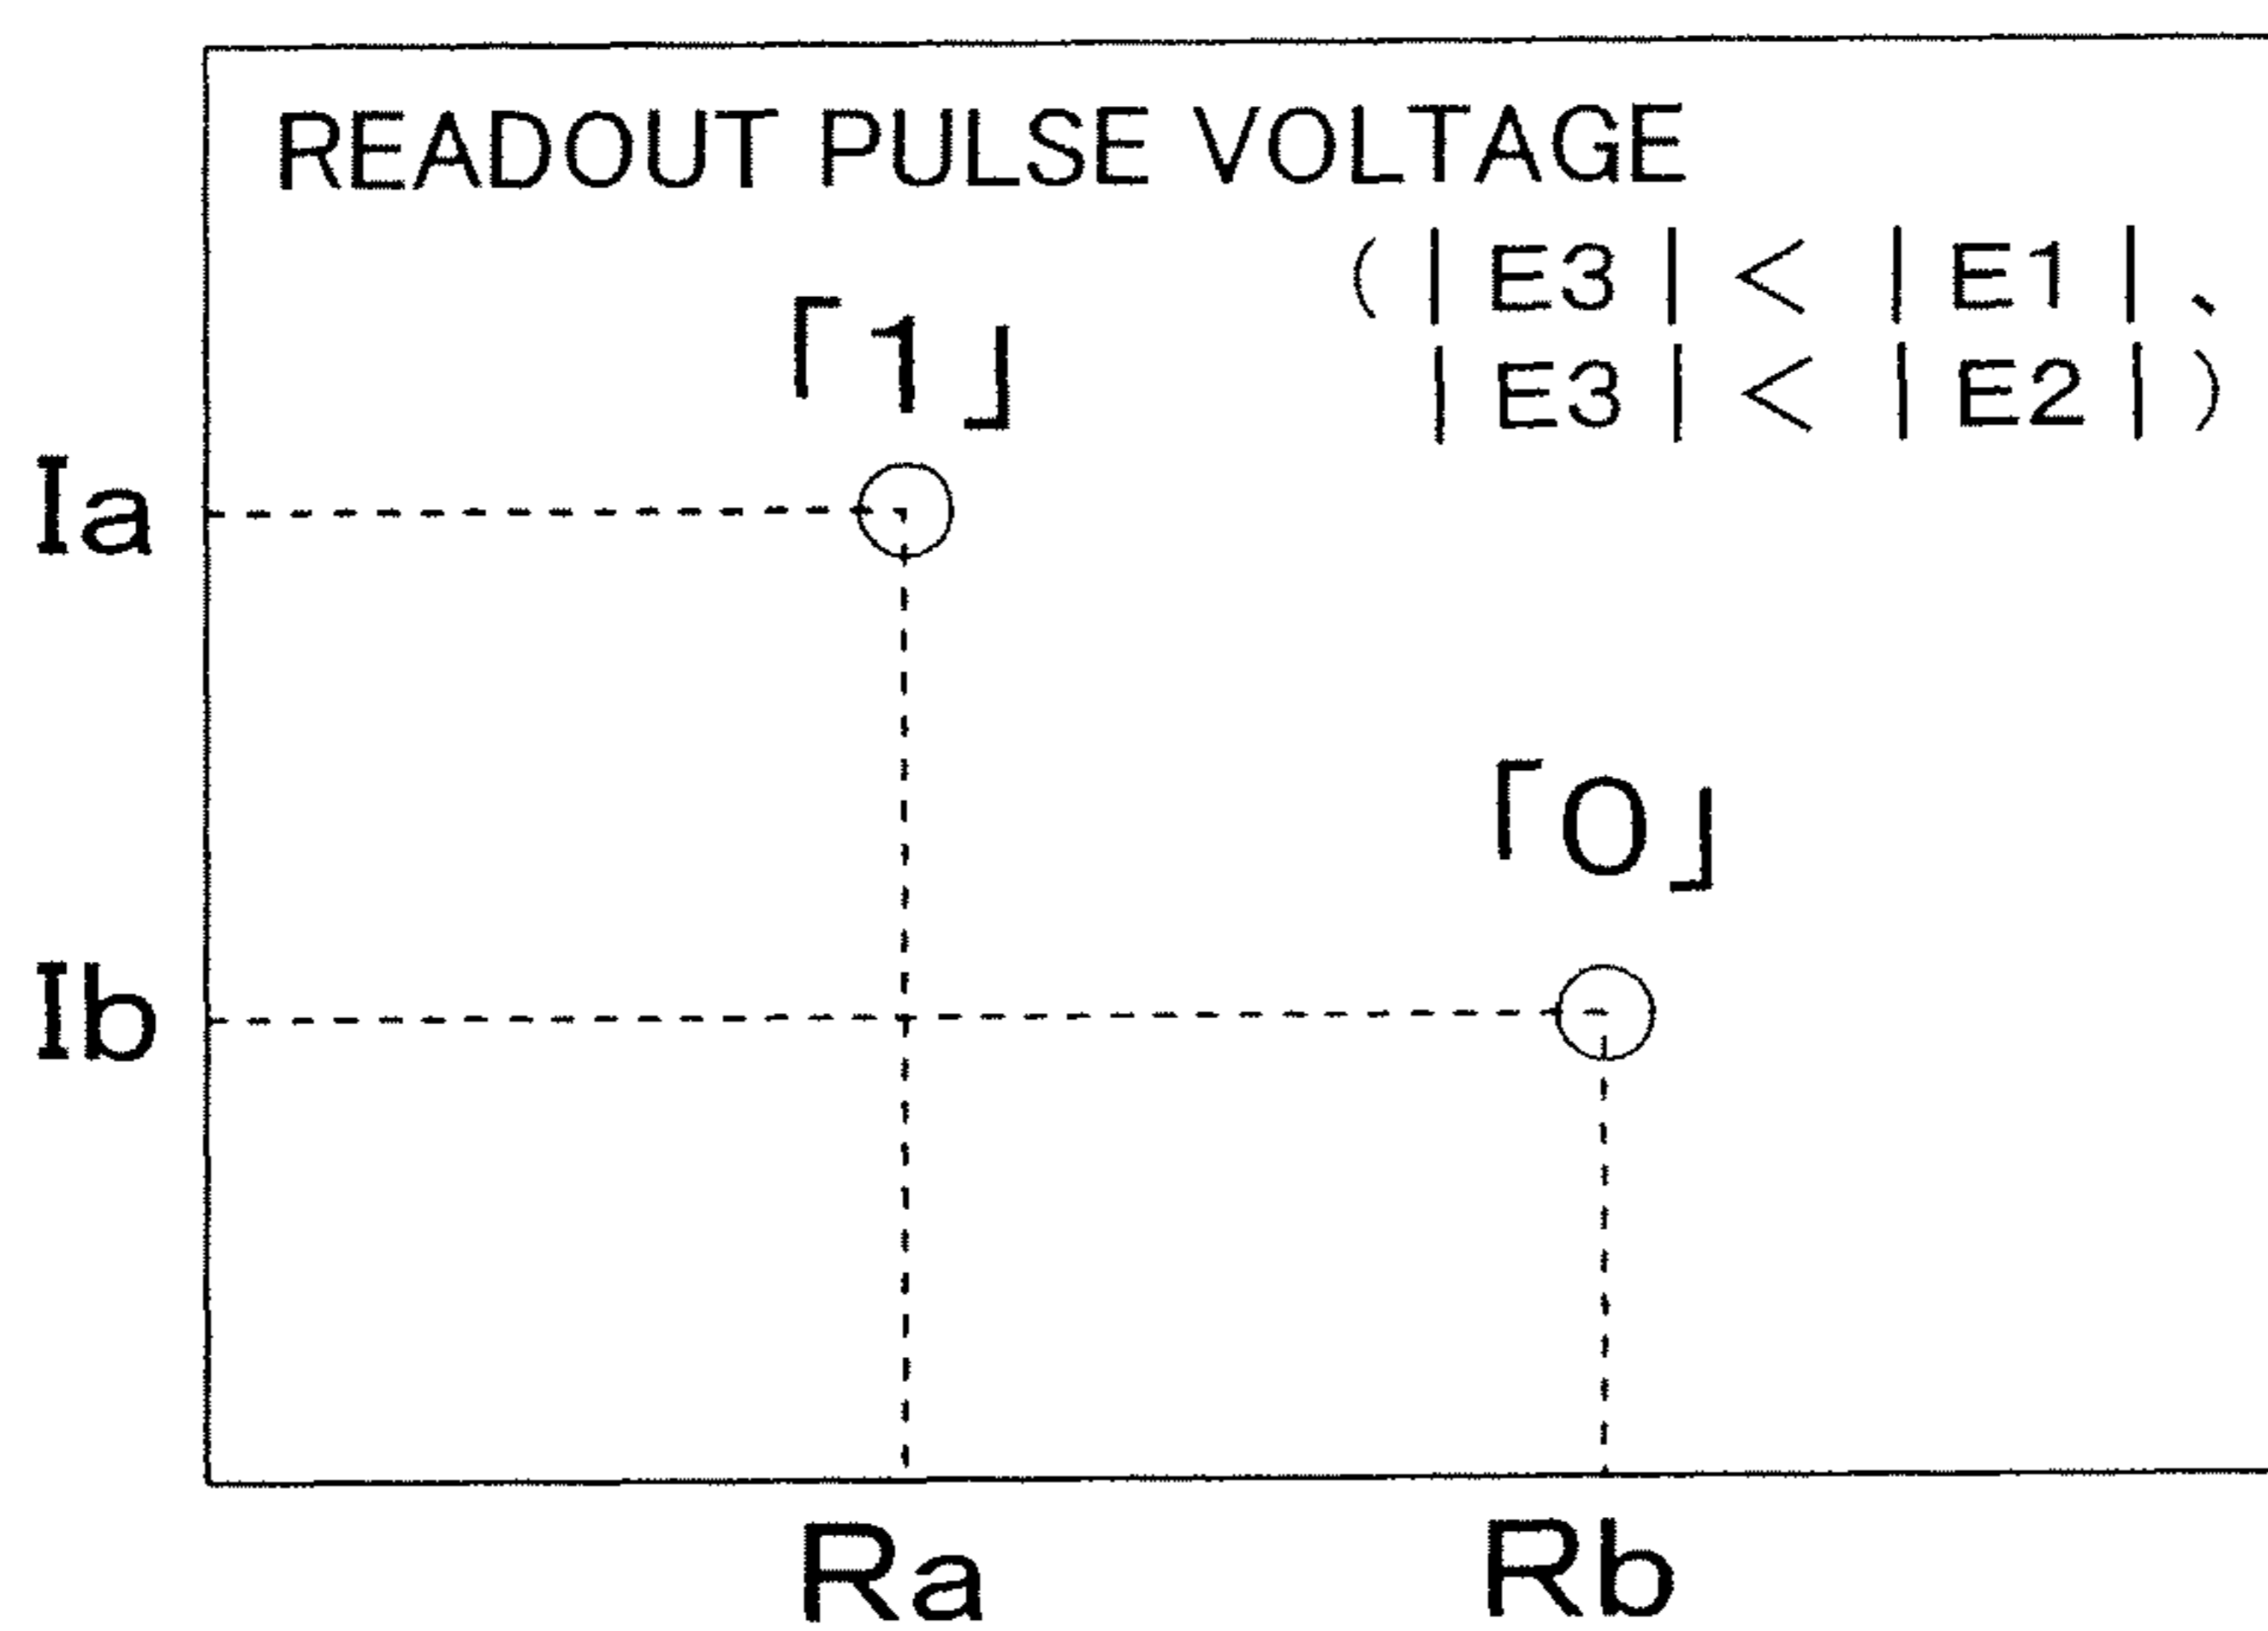 READOUT PULSE VOLTAGE
(|E3|<|E1|、
|E3|<|E2|)
「1」
Ia
「0」
Ib
Ra Rb